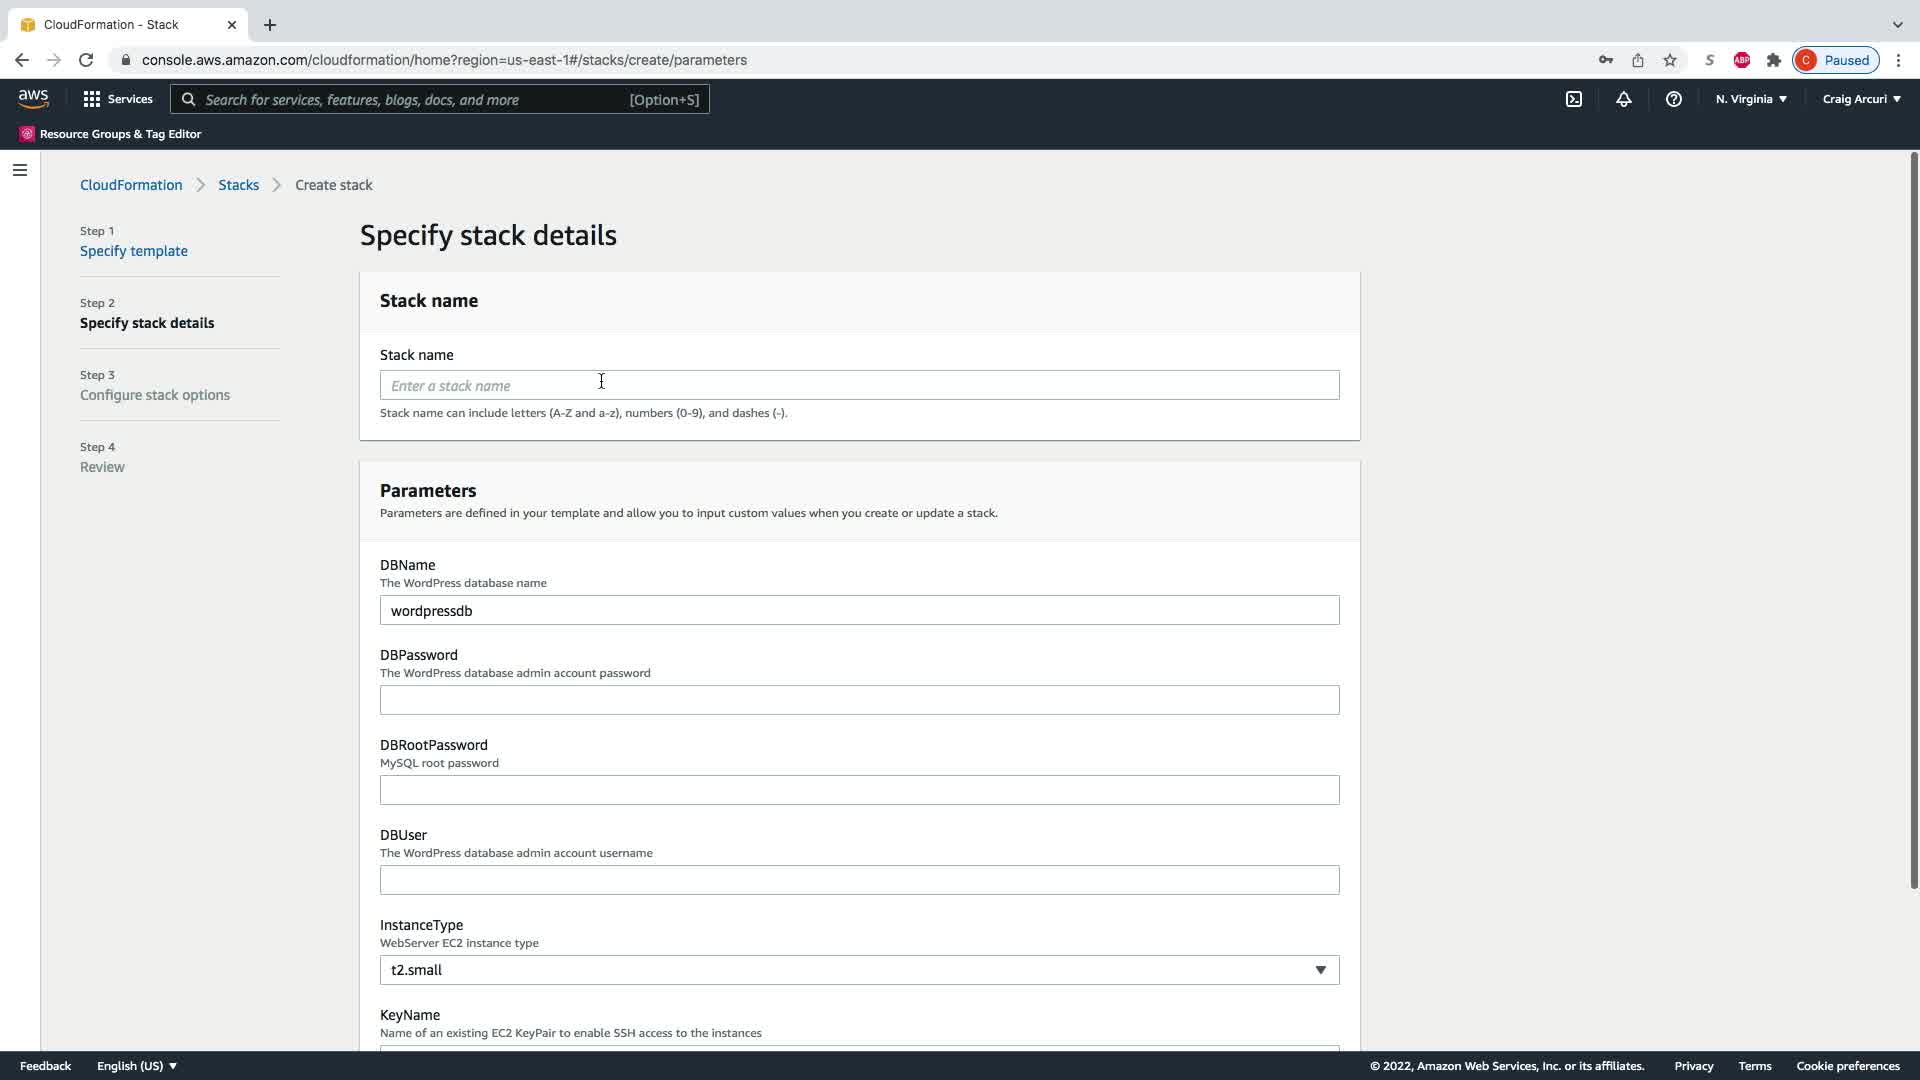 CloudFormation - Stack
console.aws.amazon.com/cloudformation/home?region=us-east-1#/stacks/create/parameters
S
ABP
C
Paused
aws
Services
Search for services, features, blogs, docs, and more
[Option+S]
N. Virginia
Craig Arcuri
Resource Groups & Tag Editor
CloudFormation
Stacks
Create stack
Step 1
Specify template
Step 2
Specify stack details
Step 3
Configure stack options
Step 4
Review
Specify stack details
Stack name
Stack name
Enter a stack name
Stack name can include letters (A-Z and a-z), numbers (0-9), and dashes (-).
Parameters
Parameters are defined in your template and allow you to input custom values when you create or update a stack.
DBName
The WordPress database name
wordpressdb
DBPassword
The WordPress database admin account password
DBRootPassword
MySQL root password
DBUser
The WordPress database admin account username
InstanceType
WebServer EC2 instance type
t2.small
KeyName
Name of an existing EC2 KeyPair to enable SSH access to the instances
Feedback
English (US)
© 2022, Amazon Web Services, Inc. or its affiliates.
Privacy
Terms
Cookie preferences